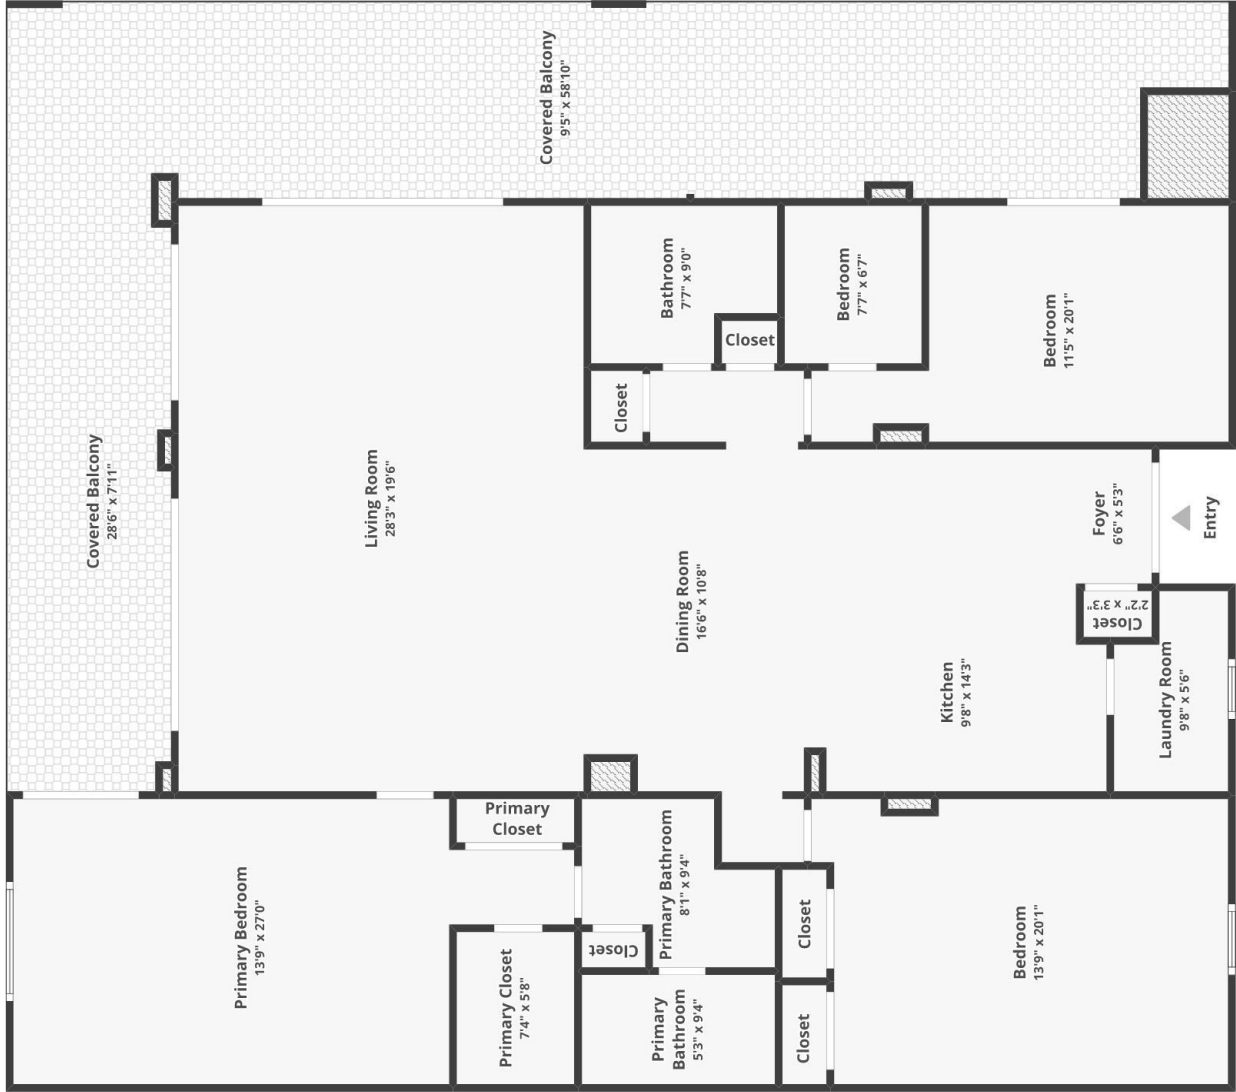 Covered Balcony
9'5" x 58'10"
Bathroom
7'7" x 9'0"
Bedroom
7'7" x 6'7"
Closet
Bedroom
11'5" x 20'1"
Closet
Covered Balcony
28'6" x 7'11"
Living Room
28'3" x 19'6"
Foyer
6'6" x 5'3"
Entry
Dining Room
16'6" x 10'8"
Closet
2'2" x 3'3"
Kitchen
9'8" x 14'3"
Laundry Room
9'8" x 5'6"
Primary
Closet
Primary Bedroom
13'9" x 27'0"
Primary Bathroom
8'1" x 9'4"
Closet
Closet
Bedroom
13'9" x 20'1"
Primary Closet
7'4" x 5'8"
Primary
Bathroom
5'3" x 9'4"
Closet